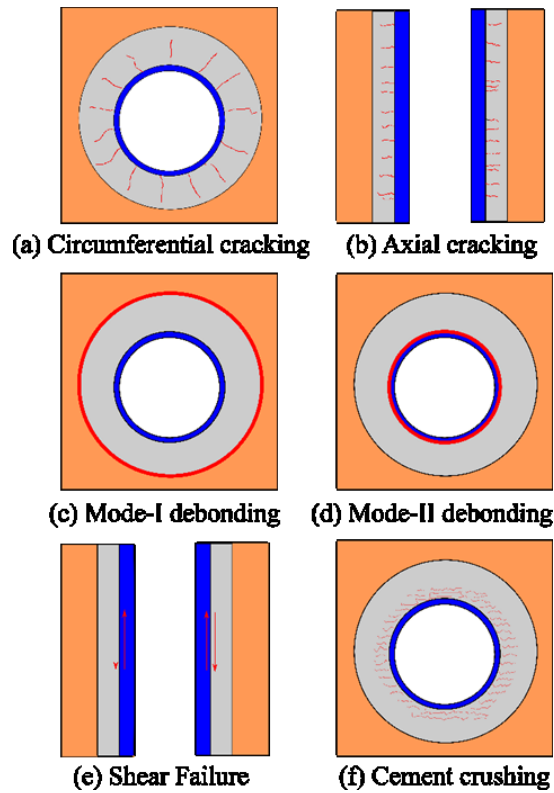 (a) Circumferential cracking
(b) Axial cracking
(c) Mode-I debonding
(d) Mode-II debonding
(e) Shear Failure
(f) Cement crushing